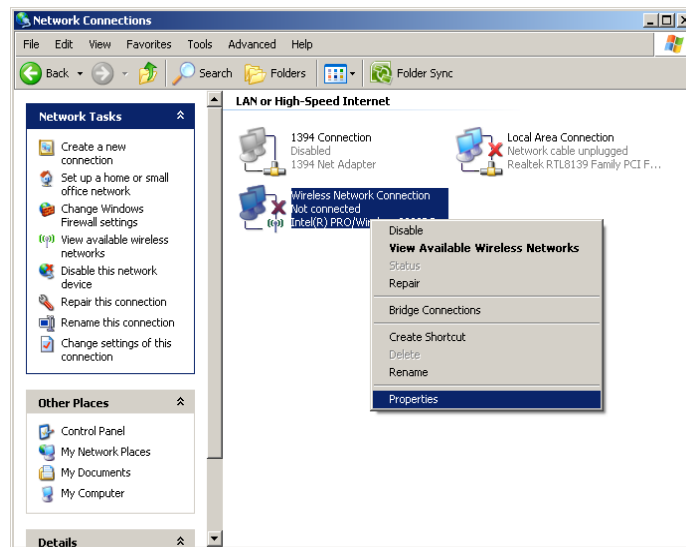 Network Connections
File Edit View Favorites Tools Advanced Help
Back Search Folders Folder Sync
Network Tasks
Create a new
connection
Set up a home or small
office network
Change Windows
Firewall settings
View available wireless
networks
Disable this network
device
Repair this connection
Rename this connection
Change settings of this
connection
Other Places
Control Panel
My Network Places
My Documents
My Computer
Details
LAN or High-Speed Internet
1394 Connection
Disabled
1394 Net Adapter
Local Area Connection
Network cable unplugged
Realtek RTL8139 Family PCI F...
Wireless Network Connection
Not connected
Intel(R)
Disable
View Available Wireless Networks
Status
Repair
Bridge Connections
Create Shortcut
Delete
Rename
Properties